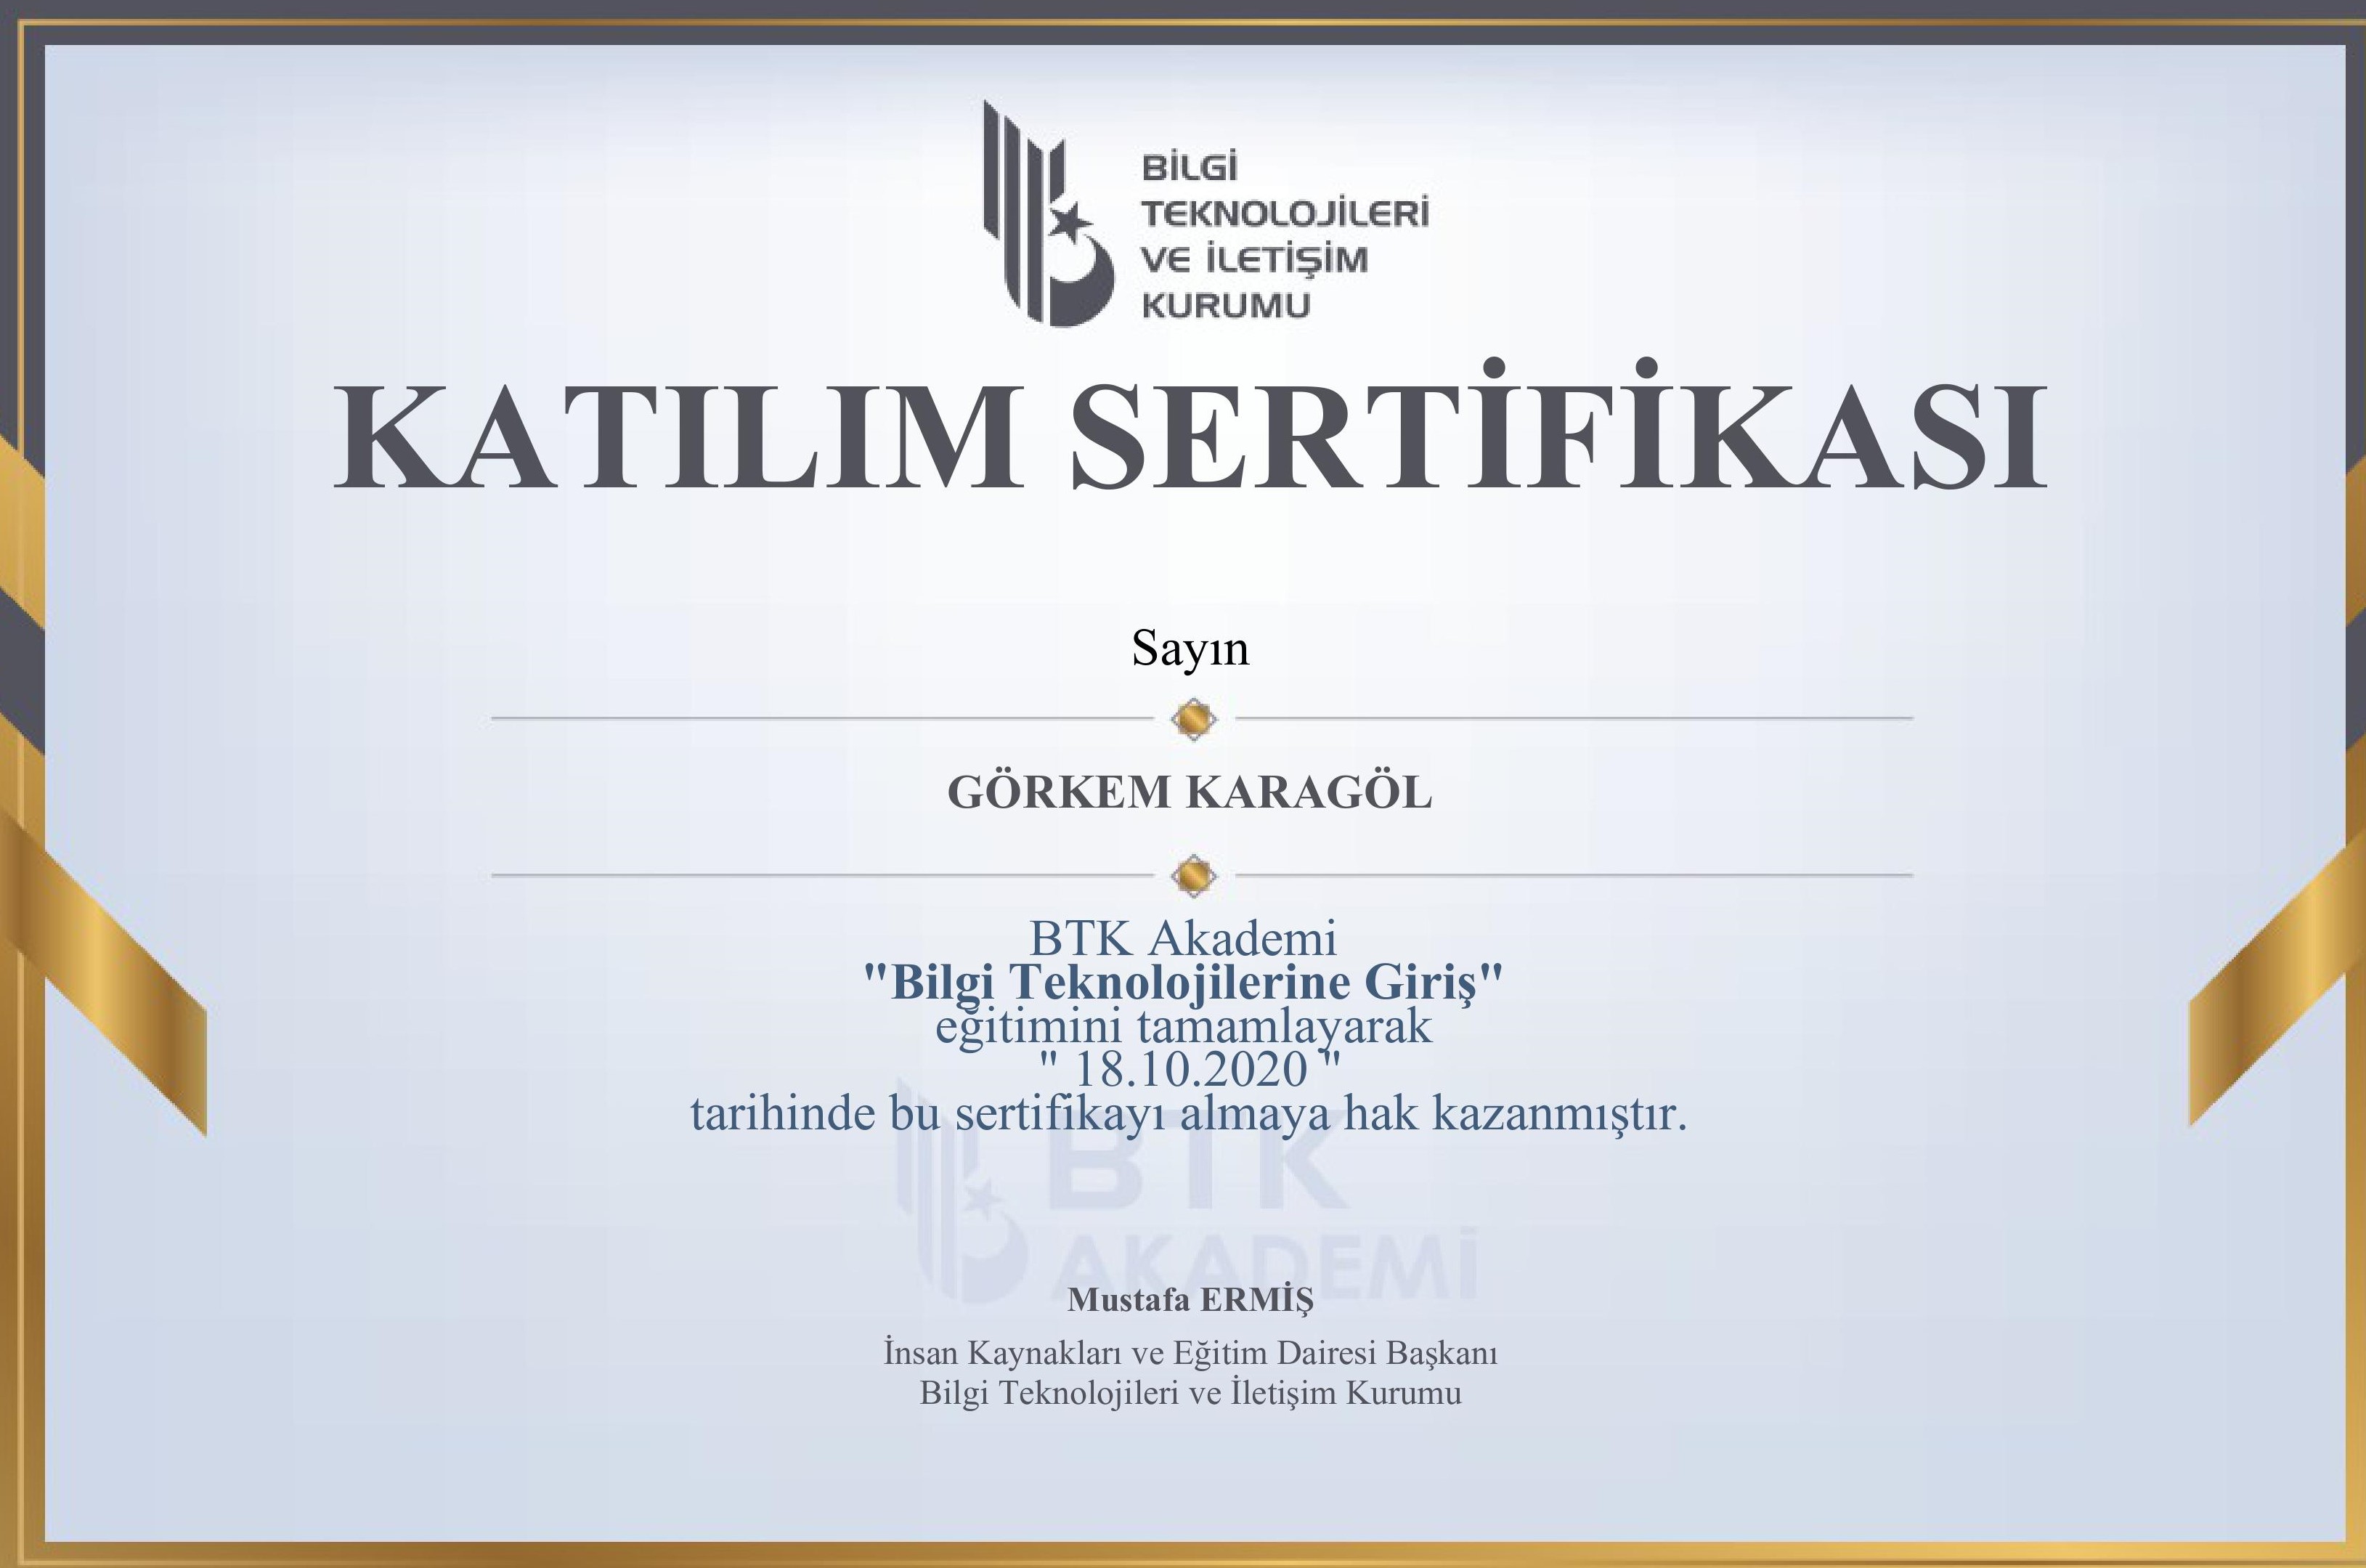 BİLGİ
TEKNOLOJİLERİ
VE İLETİŞİM
KURUMU
KATILIM SERTİFİKASI
Sayın
GÖRKEM KARAGÖL
BTK Akademi
"Bilgi Teknolojilerine Giriş"
eğitimini tamamlayarak
" 18.10.2020 "
tarihinde bu sertifikayı almaya hak kazanmıştır.
BTK
AKADEMİ
Mustafa ERMİŞ
İnsan Kaynakları ve Eğitim Dairesi Başkanı
Bilgi Teknolojileri ve İletişim Kurumu